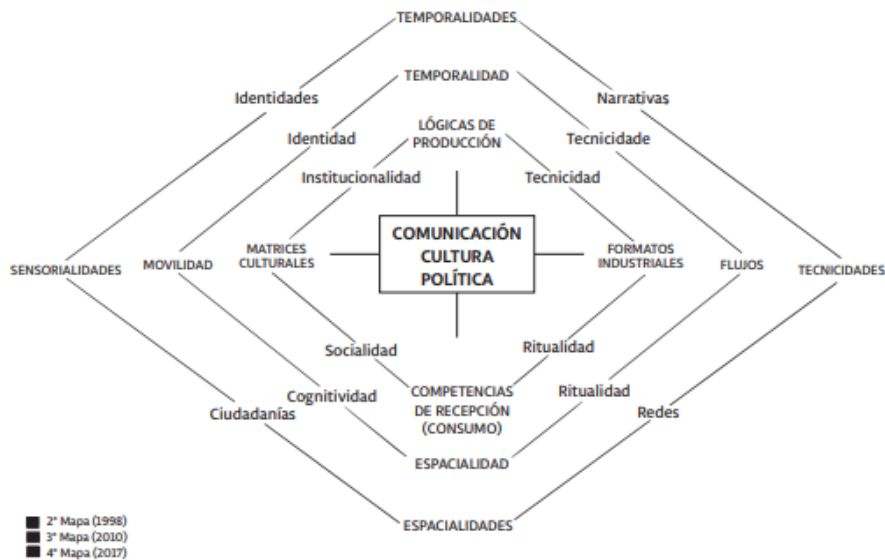 TEMPORALIDADES
TEMPORALIDAD
Identidades
Narrativas
LÓGICAS DE
PRODUCCIÓN
Identidad
Tecnicidade
Institucionalidad
Tecnicidad
COMUNICACIÓN
CULTURA
POLÍTICA
SENSORIALIDADES
MOVILIDAD
MATRICES
CULTURALES
FORMATOS
INDUSTRIALES
FLUJOS
TECNICIDADES
Socialidad
Ritualidad
Cognitividad
COMPETENCIAS
DE RECEPCIÓN
(CONSUMO)
Ritualidad
Ciudadanías
Redes
ESPACIALIDAD
ESPACIALIDADES
2° Mapa (1998)
3° Mapa (2010)
4° Mapa (2017)